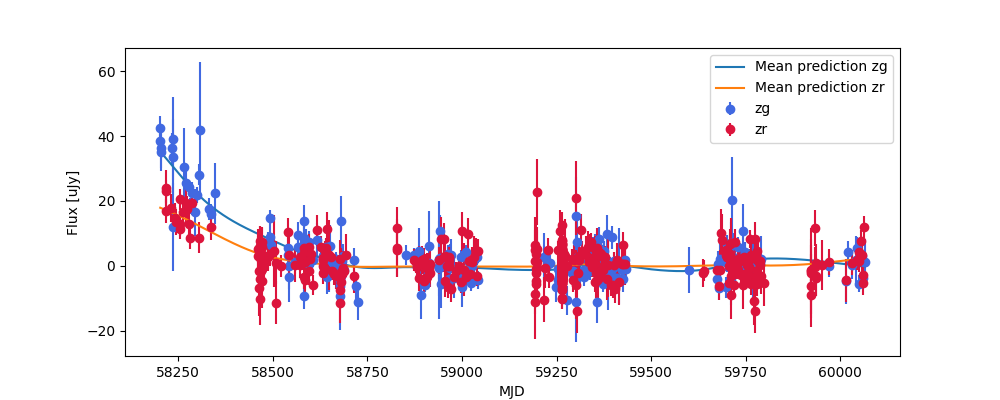 Mean prediction zg
Mean prediction zr
zg
zr
60
40
20
0
−20
Flux [uJy]
58250 58500 58750 59000 59250 59500 59750 60000
MJD